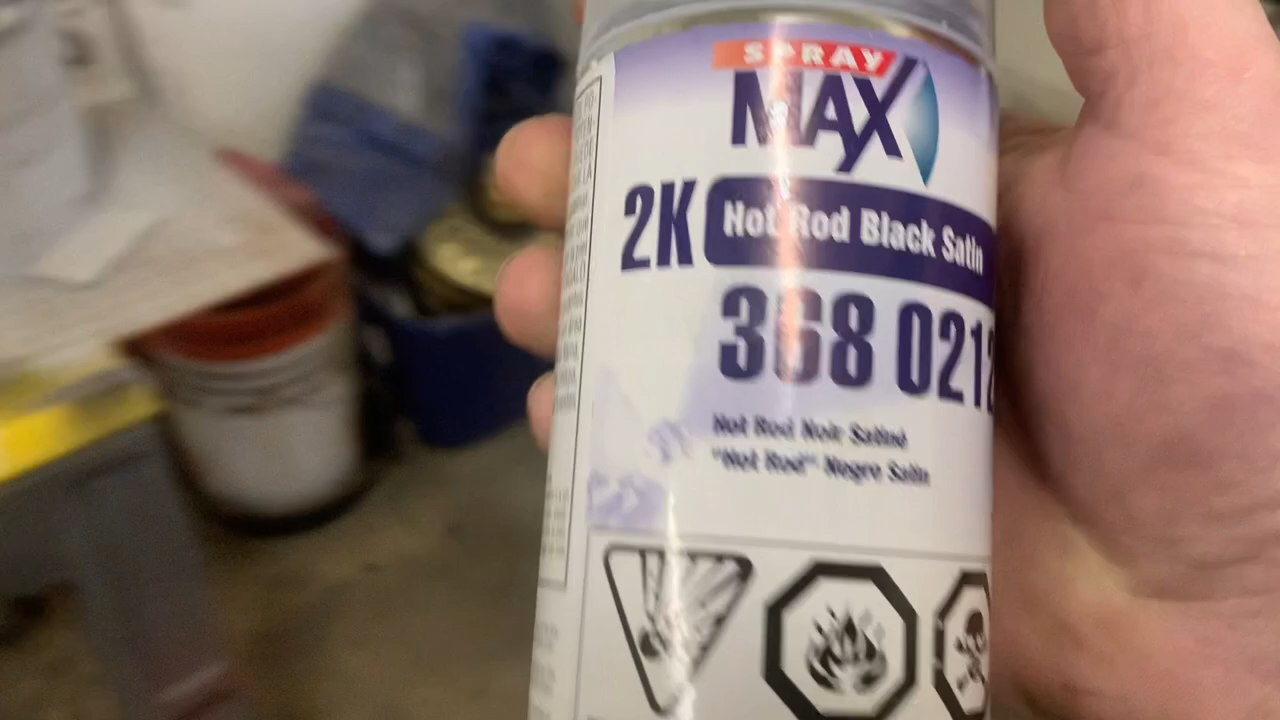 SPRAY
MAX
2K Hot Rod Black Satin
368 0212
Hot Rod Noir Satiné
"Hot Rod" Negro Satin